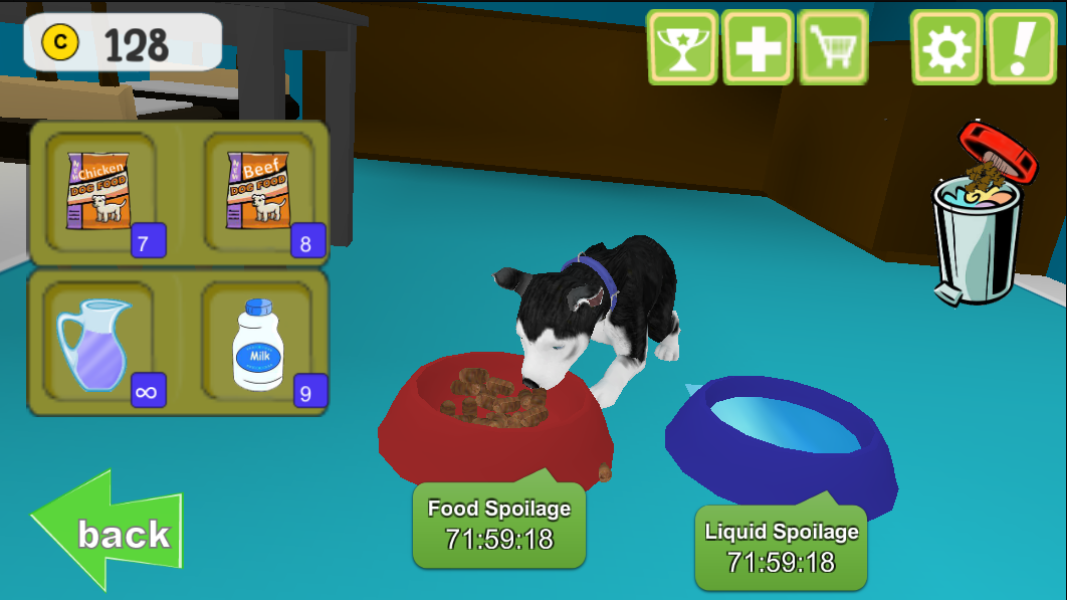 C 128
Chicken
DOG FOOD
7
Beef
DOG FOOD
8
∞
Milk
9
back
Food Spoilage
71:59:18
Liquid Spoilage
71:59:18